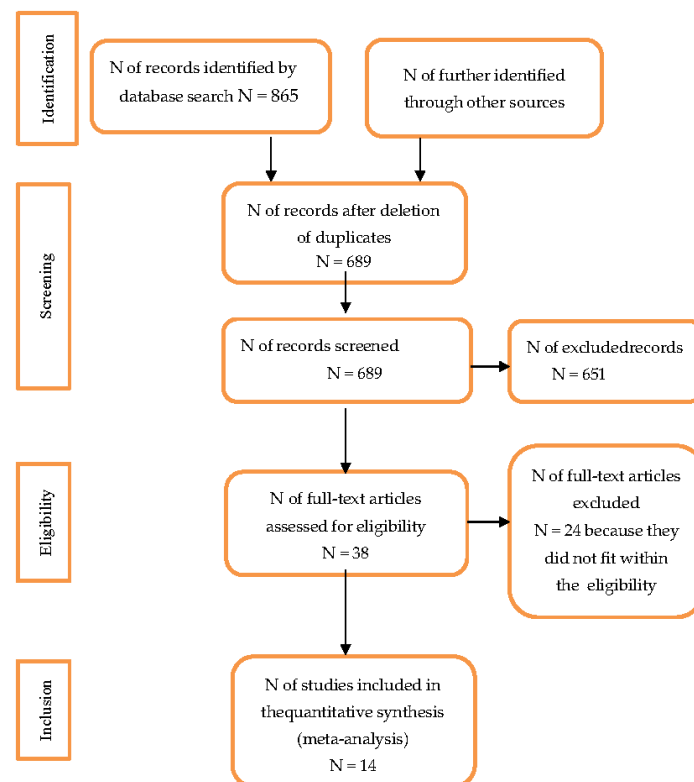 Identification
N of records identified by
database search N = 865
N of further identified
through other sources
Screening
N of records after deletion
of duplicates
N = 689
N of records screened
N = 689
N of excludedrecords
N = 651
Eligibility
N of full-text articles
assessed for eligibility
N = 38
N of full-text articles
excluded
N = 24 because they
did not fit within
the eligibility
Inclusion
N of studies included in
thequantitative synthesis
(meta-analysis)
N = 14